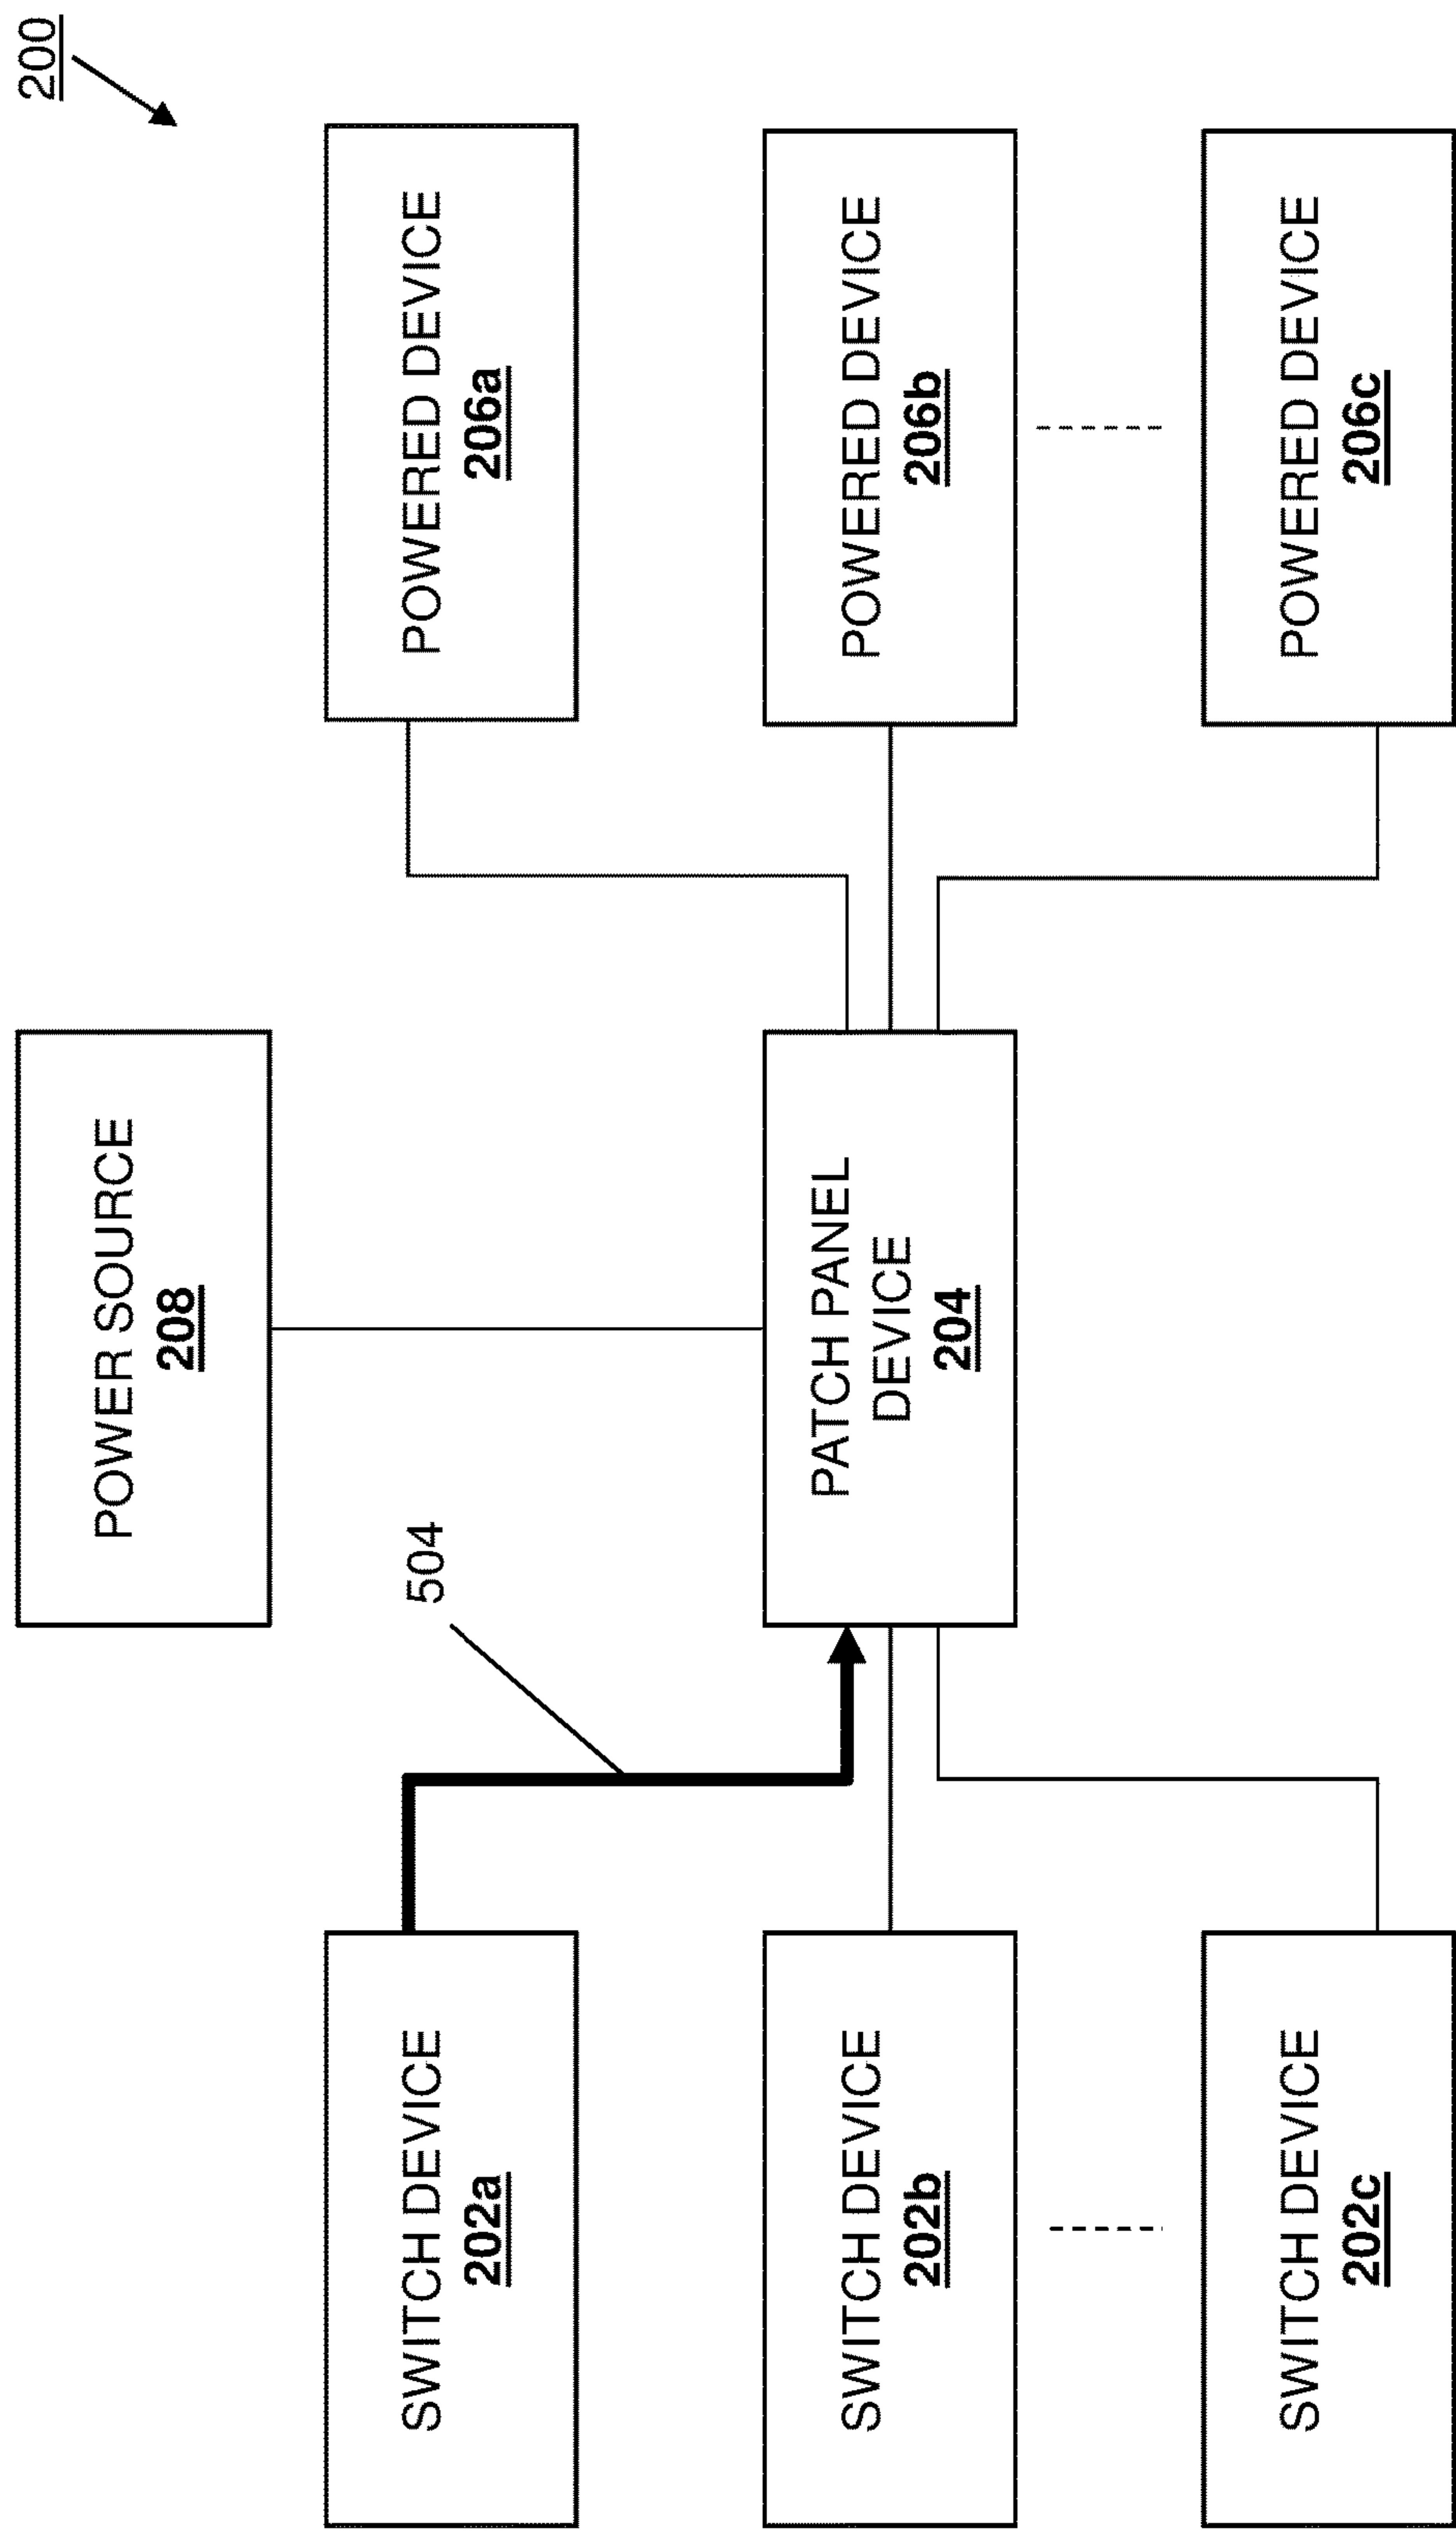 200
POWER SOURCE
208
504
SWITCH DEVICE
202a
PATCH PANEL
DEVICE
204
POWERED DEVICE
206a
SWITCH DEVICE
202b
POWERED DEVICE
206b
SWITCH DEVICE
202c
POWERED DEVICE
206c